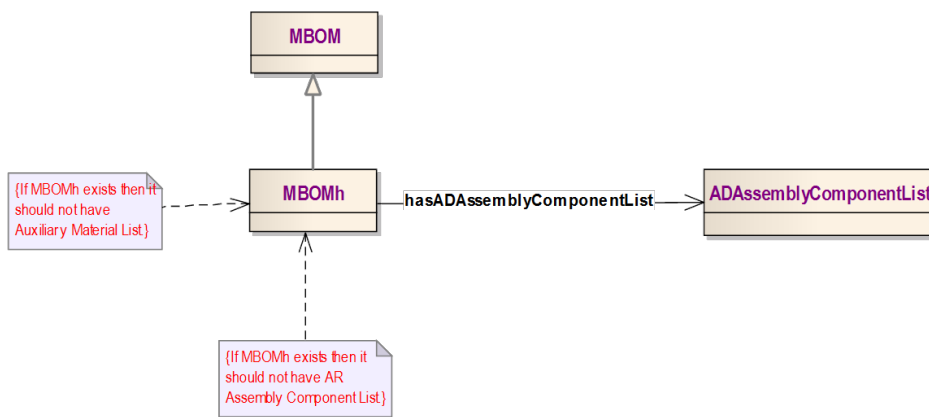 MBOM
{If MBOMh exists then it
should not have
Auxiliary Material List.}
MBOMh
hasADAssemblyComponentList
ADAssemblyComponentList
{If MBOMh exists then it
should not have AR
Assembly Component List.}